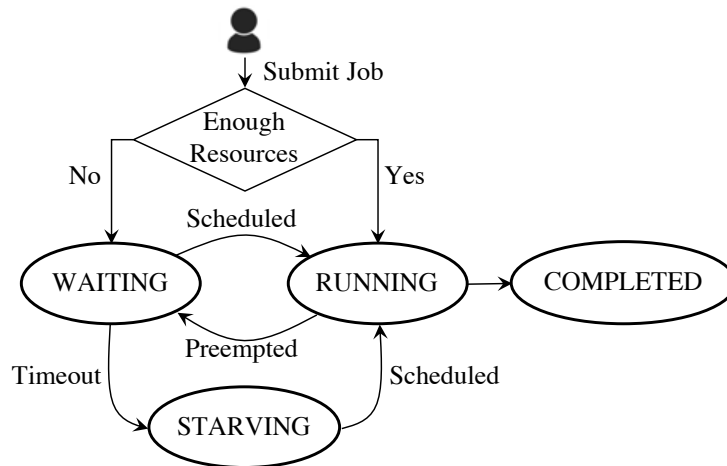 Submit Job
Enough
Resources
No
Yes
Scheduled
WAITING
RUNNING
COMPLETED
Preempted
Timeout
Scheduled
STARVING